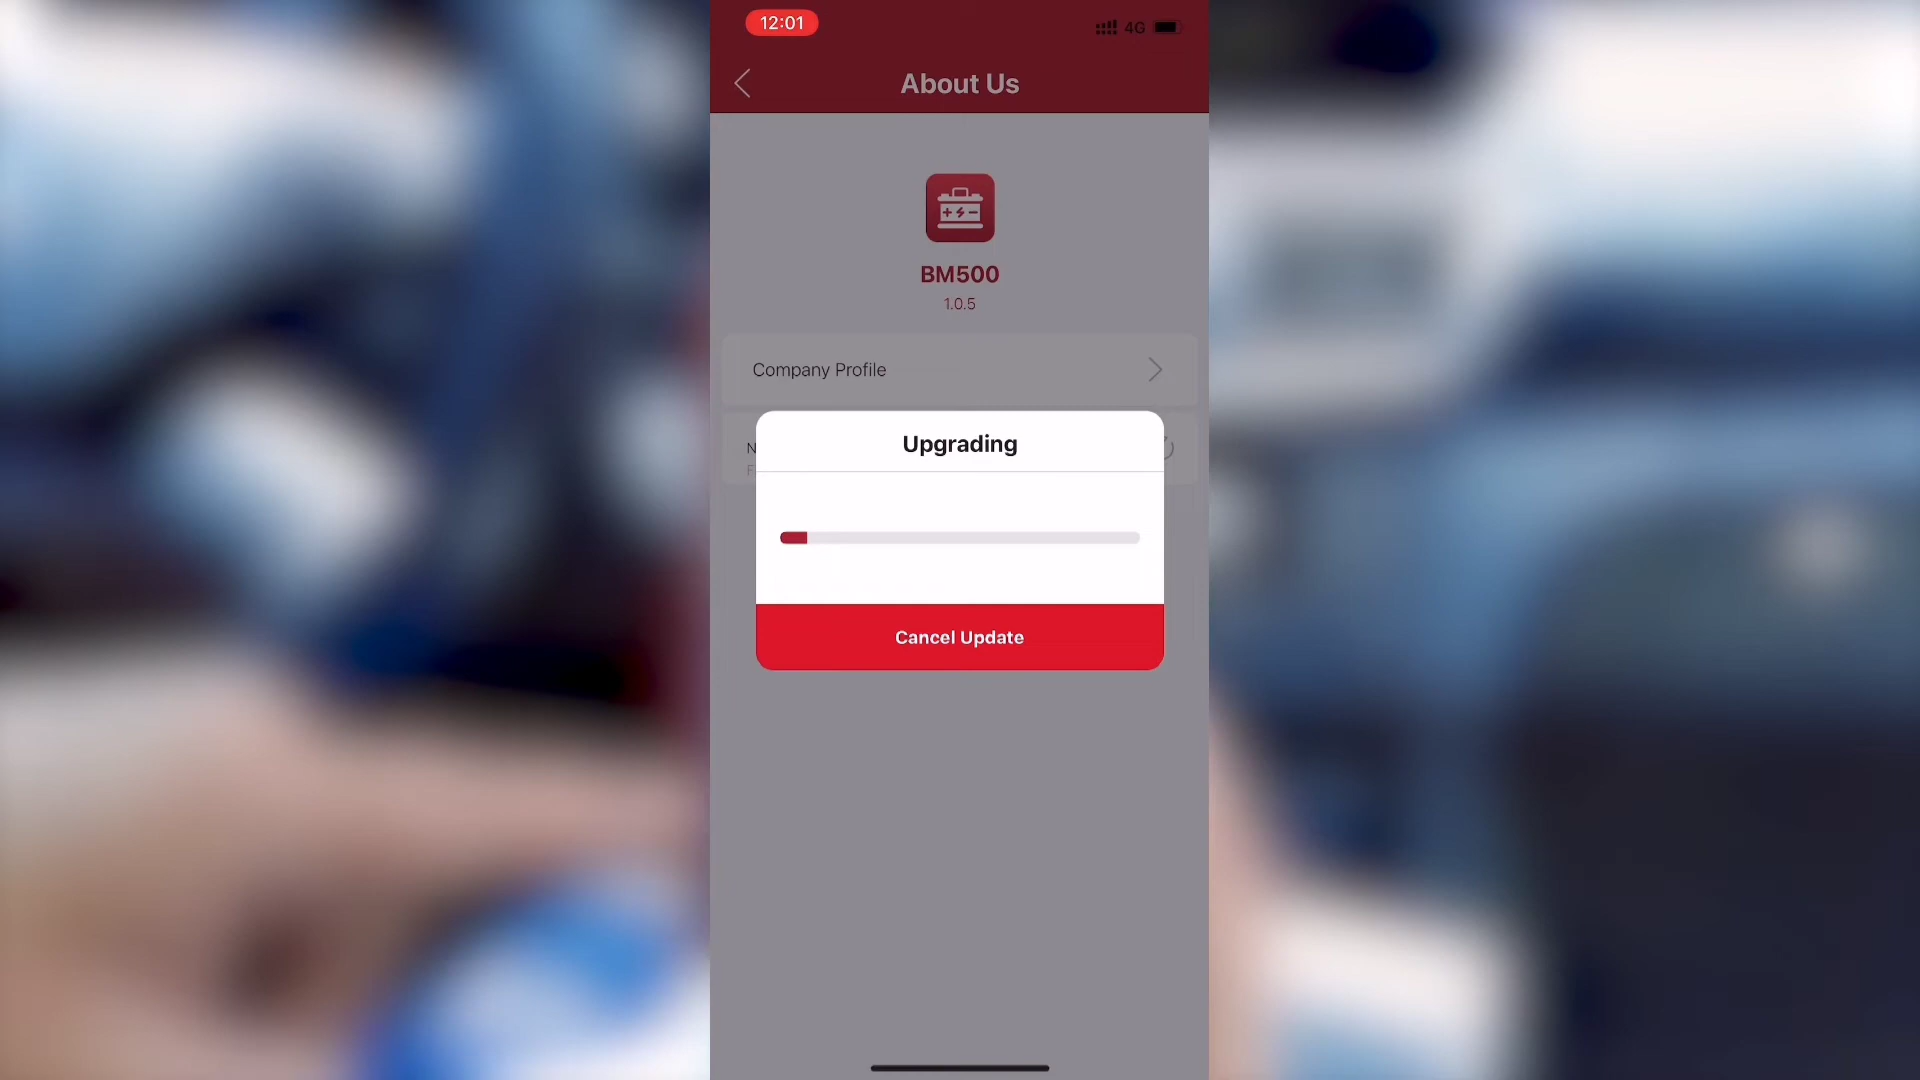 12:01
4G
About Us
BM500
1.0.5
Company Profile
Upgrading
Cancel Update